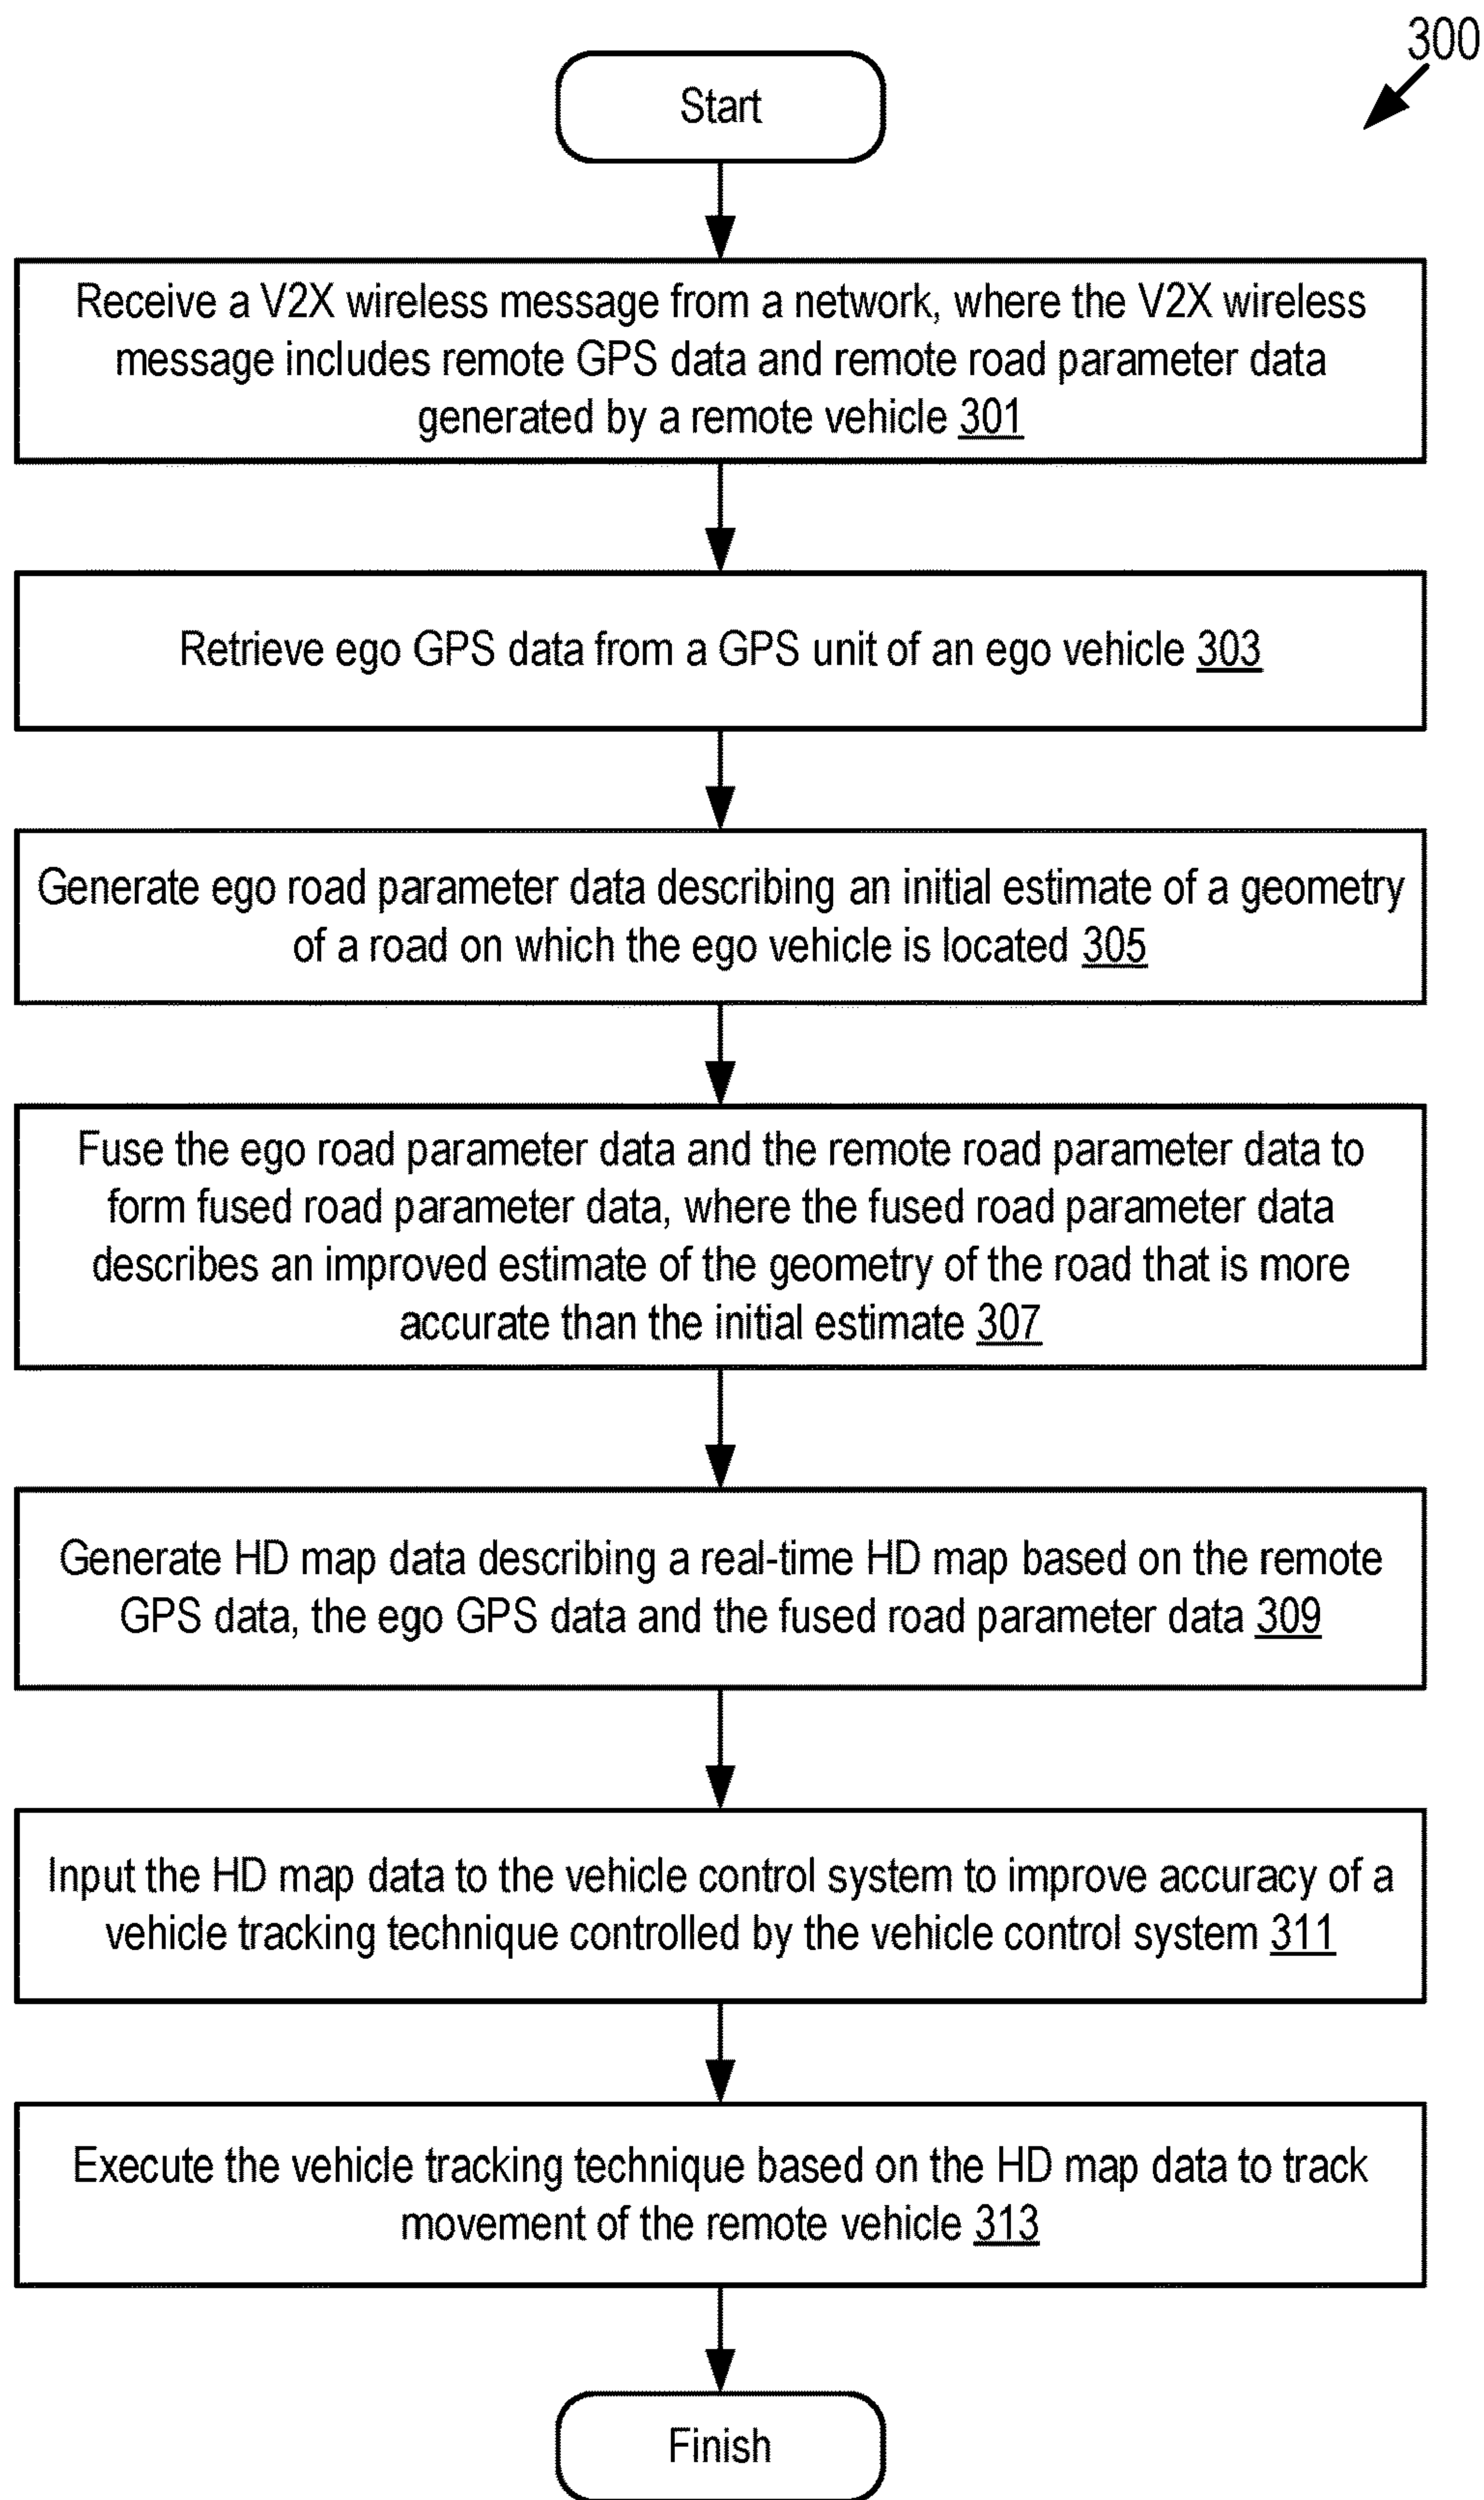 300
Start
Receive a V2X wireless message from a network, where the V2X wireless
message includes remote GPS data and remote road parameter data
generated by a remote vehicle 301
Retrieve ego GPS data from a GPS unit of an ego vehicle 303
Generate ego road parameter data describing an initial estimate of a geometry
of a road on which the ego vehicle is located 305
Fuse the ego road parameter data and the remote road parameter data to
form fused road parameter data, where the fused road parameter data
describes an improved estimate of the geometry of the road that is more
accurate than the initial estimate 307
Generate HD map data describing a real-time HD map based on the remote
GPS data, the ego GPS data and the fused road parameter data 309
Input the HD map data to the vehicle control system to improve accuracy of a
vehicle tracking technique controlled by the vehicle control system 311
Execute the vehicle tracking technique based on the HD map data to track
movement of the remote vehicle 313
Finish